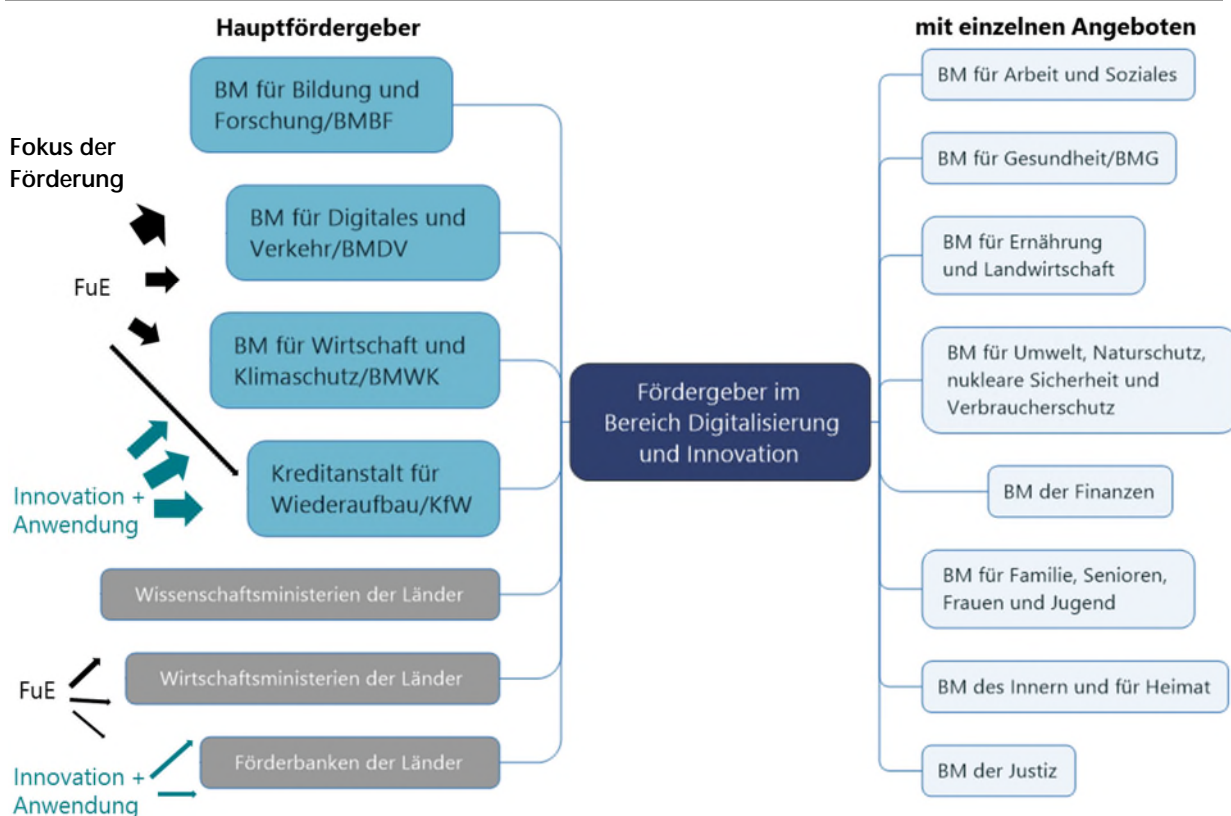 Hauptfördergeber
BM für Bildung und
Forschung/BMBF
Fokus der
Förderung
BM für Digitales und
Verkehr/BMDV
FuE
BM für Wirtschaft und
Klimaschutz/BMWK
Innovation +
Anwendung
Kreditanstalt für
Wiederaufbau/KfW
Wissenschaftsministerien der Länder
Wirtschaftsministerien der Länder
FuE
Förderbanken der Länder
Innovation +
Anwendung
Fördergeber im
Bereich Digitalisierung
und Innovation
mit einzelnen Angeboten
BM für Arbeit und Soziales
BM für Gesundheit/BMG
BM für Ernährung
und Landwirtschaft
BM für Umwelt, Naturschutz,
nukleare Sicherheit und
Verbraucherschutz
BM der Finanzen
BM für Familie, Senioren,
Frauen und Jugend
BM des Innern und für Heimat
BM der Justiz